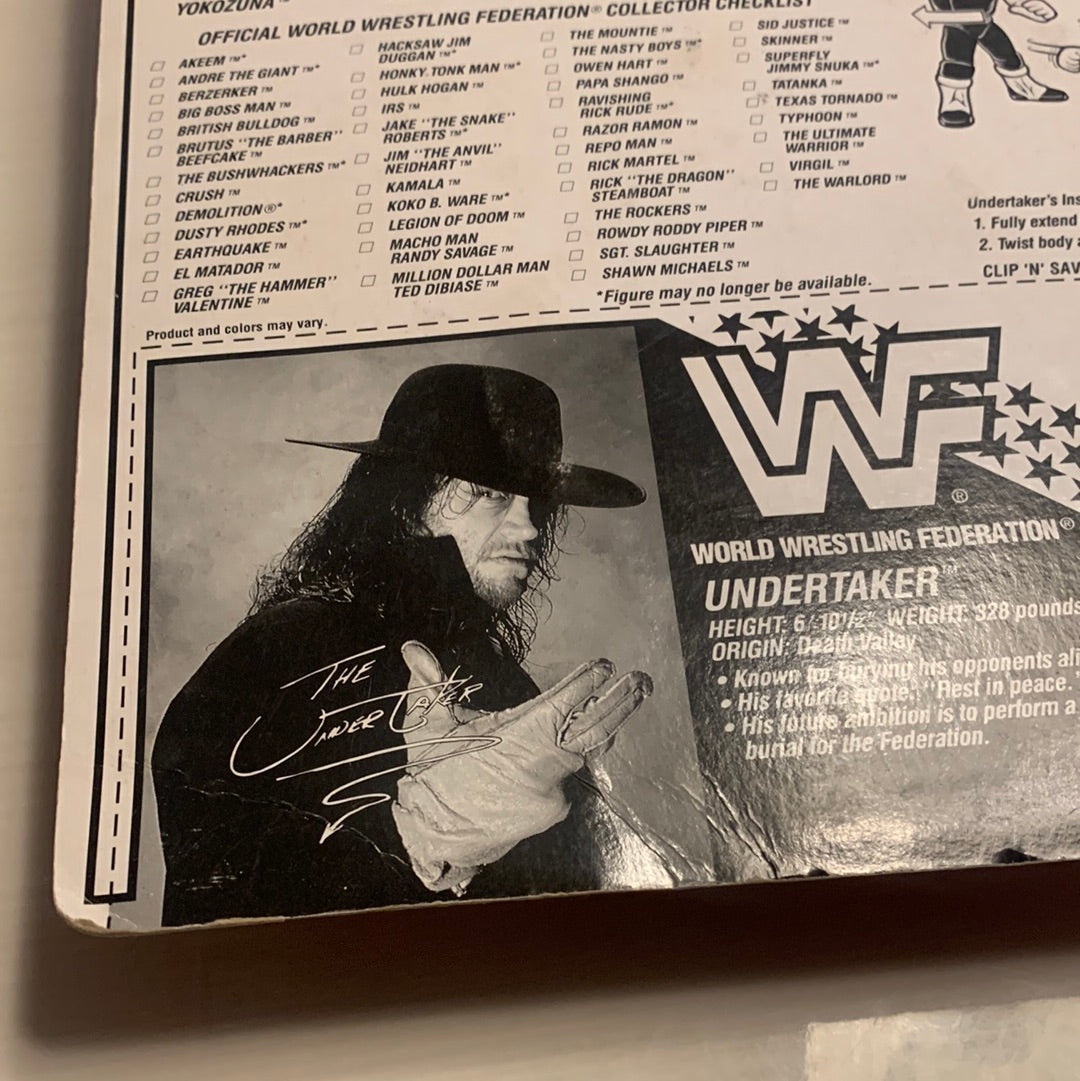 YOKOZUNA™
OFFICIAL WORLD WRESTLING FEDERATION® COLLECTOR CHECKLIST
AKEEM™*
ANDRE THE GIANT™*
BERZERKER™
BIG BOSS MAN™
BRITISH BULLDOG™
BRUTUS "THE BARBER"
BEEFCAKE™
THE BUSHWHACKERS™*
CRUSH™
DEMOLITION®*
DUSTY RHODES™*
EARTHQUAKE™
EL MATADOR™
GREG "THE HAMMER"
VALENTINE™
HACKSAW JIM
DUGGAN™*
HONKY TONK MAN™*
HULK HOGAN™
IRS™
JAKE "THE SNAKE"
ROBERTS™*
JIM "THE ANVIL"
NEIDHART™
KAMALA™
KOKO B. WARE™*
LEGION OF DOOM™
MACHO MAN
RANDY SAVAGE™
MILLION DOLLAR MAN
TED DIBIASE™
THE MOUNTIE™
THE NASTY BOYS™*
OWEN HART™
PAPA SHANGO™
RAVISHING
RICK RUDE™*
RAZOR RAMON™
REPO MAN™
RICK MARTEL™
RICK "THE DRAGON"
STEAMBOAT™
THE ROCKERS™
ROWDY RODDY PIPER™
SGT. SLAUGHTER™
SHAWN MICHAELS™
SID JUSTICE™
SKINNER™
SUPERFLY
JIMMY SNUKA™*
TATANKA™
TEXAS TORNADO™
TYPHOON™
THE ULTIMATE
WARRIOR™
VIRGIL™
THE WARLORD™
*Figure may no longer be available.
Product and colors may vary.
Undertaker's
1. Fully extend
2. Twist body
CLIP 'N'
THE
UNDERTAKER
WF®
WORLD WRESTLING FEDERATION®
UNDERTAKER™
HEIGHT: 6' 10½" WEIGHT: 328 pounds
ORIGIN: Death Valley
• Known for burying his opponents
• His favorite quote: "Rest in peace."
• His future ambition is to perform a
burial for the Federation.